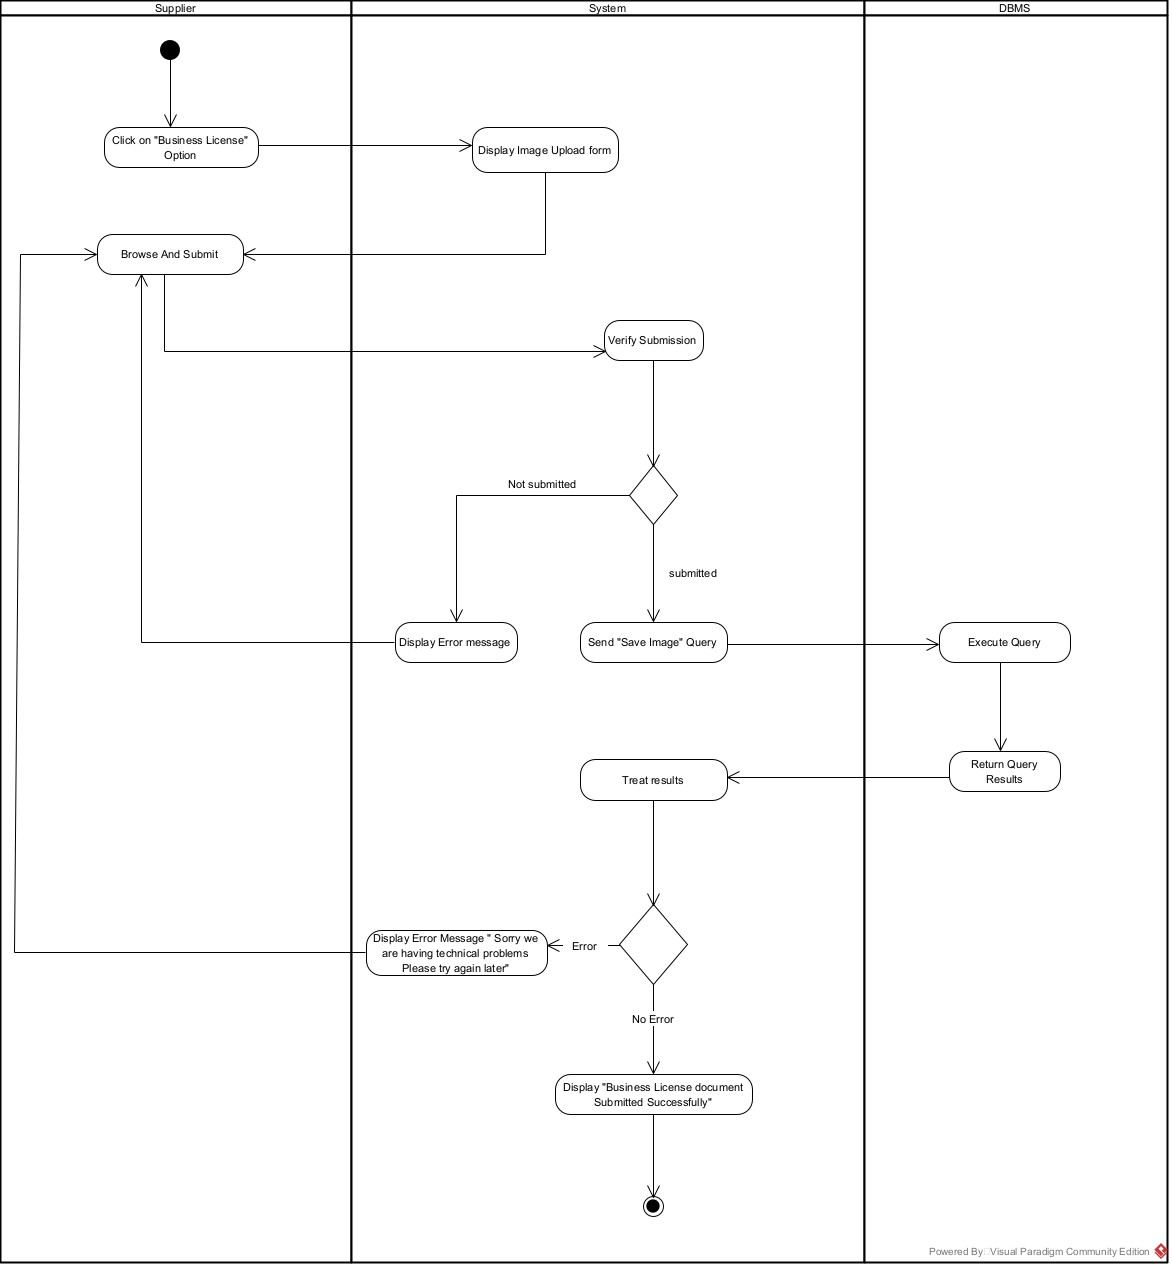 Supplier
System
DBMS
Click on "Business License"
Option
Display Image Upload form
Browse And Submit
Verify Submission
Not submitted
submitted
Display Error message
Send "Save Image" Query
Execute Query
Return Query
Results
Treat results
Display Error Message " Sorry we
are having technical problems
Please try again later"
Error
No Error
Display "Business License document
Submitted Successfully"
Powered By Visual Paradigm Community Edition